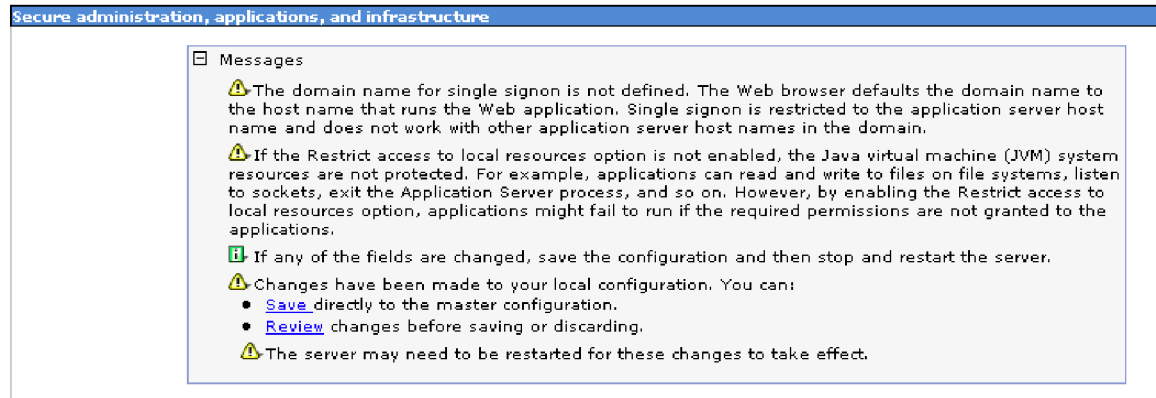 Secure administration, applications, and infrastructure
Messages
The domain name for single signon is not defined. The Web browser defaults the domain name to
the host name that runs the Web application. Single signon is restricted to the application server host
name and does not work with other application server host names in the domain.
If the Restrict access to local resources option is not enabled, the Java virtual machine (JVM) system
resources are not protected. For example, applications can read and write to files on file systems, listen
to sockets, exit the Application Server process, and so on. However, by enabling the Restrict access to
local resources option, applications might fail to run if the required permissions are not granted to the
applications.
If any of the fields are changed, save the configuration and then stop and restart the server.
Changes have been made to your local configuration. You can:
• Save directly to the master configuration.
• Review changes before saving or discarding.
The server may need to be restarted for these changes to take effect.